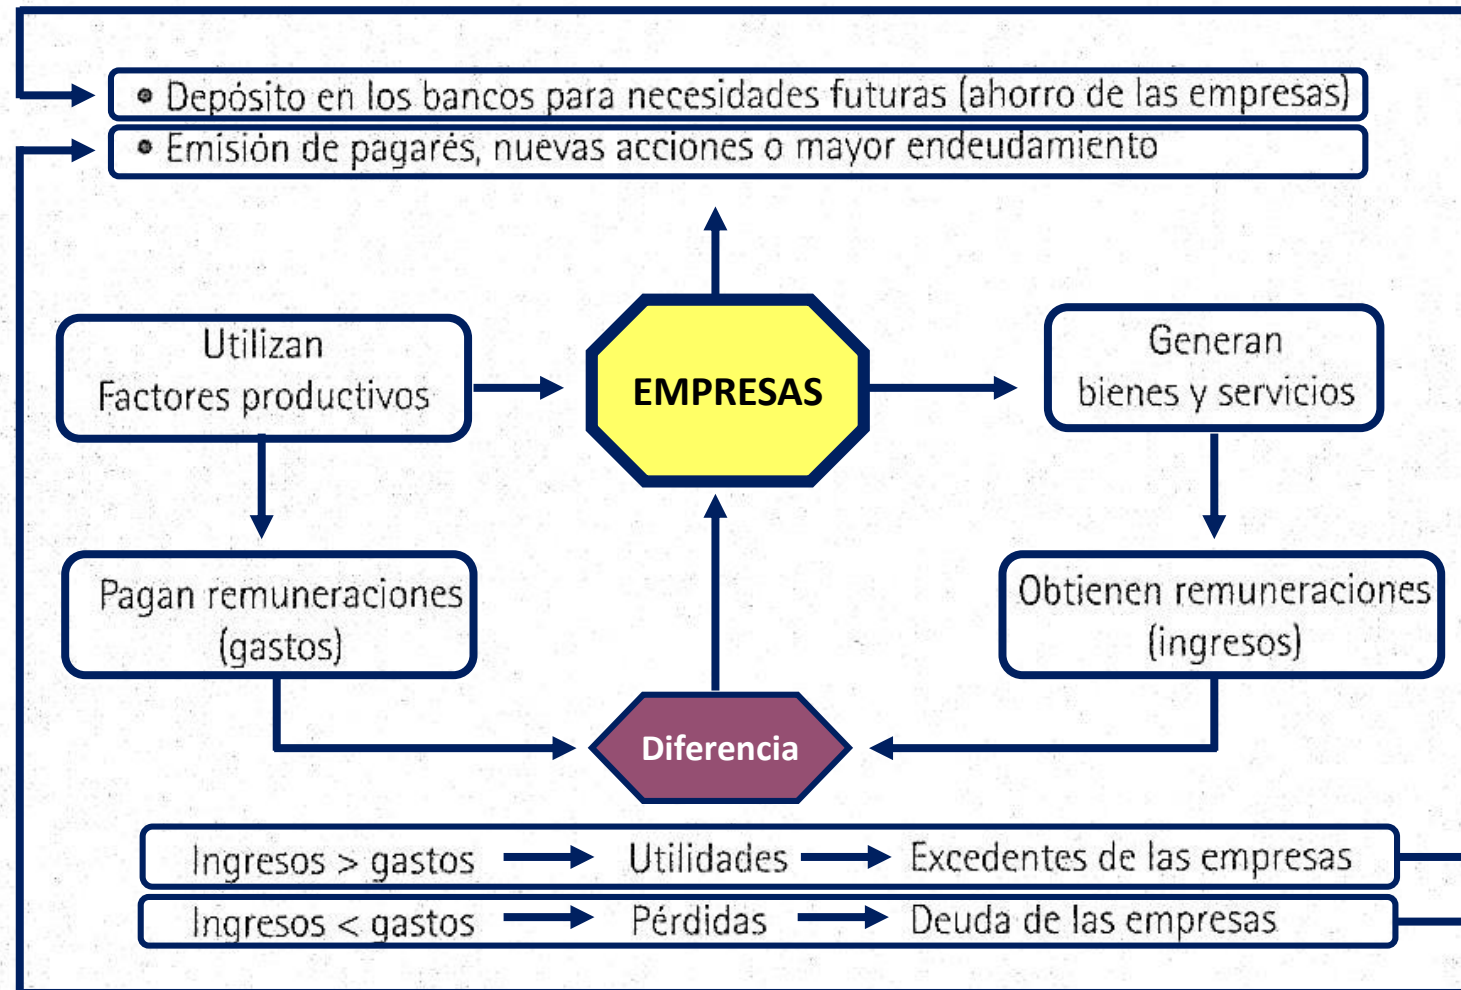 • Depósito en los bancos para necesidades futuras (ahorro de las empresas)
• Emisión de pagarés, nuevas acciones o mayor endeudamiento
Utilizan
Factores productivos
EMPRESAS
Generan
bienes y servicios
Pagan remuneraciones
(gastos)
Obtienen remuneraciones
(ingresos)
Diferencia
Ingresos > gastos → Utilidades → Excedentes de las empresas
Ingresos < gastos → Pérdidas → Deuda de las empresas